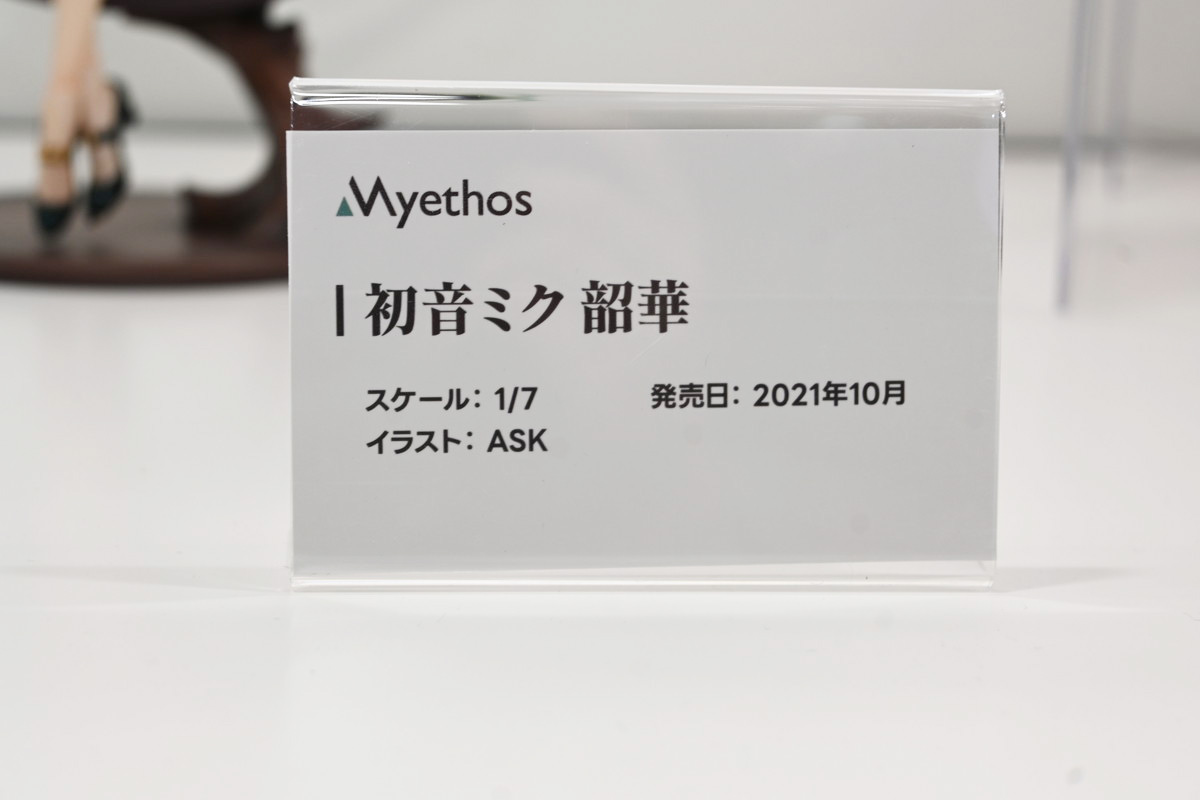 Myethos
初音ミク 韶華
スケール: 1/7 発売日: 2021年10月
イラスト: ASK